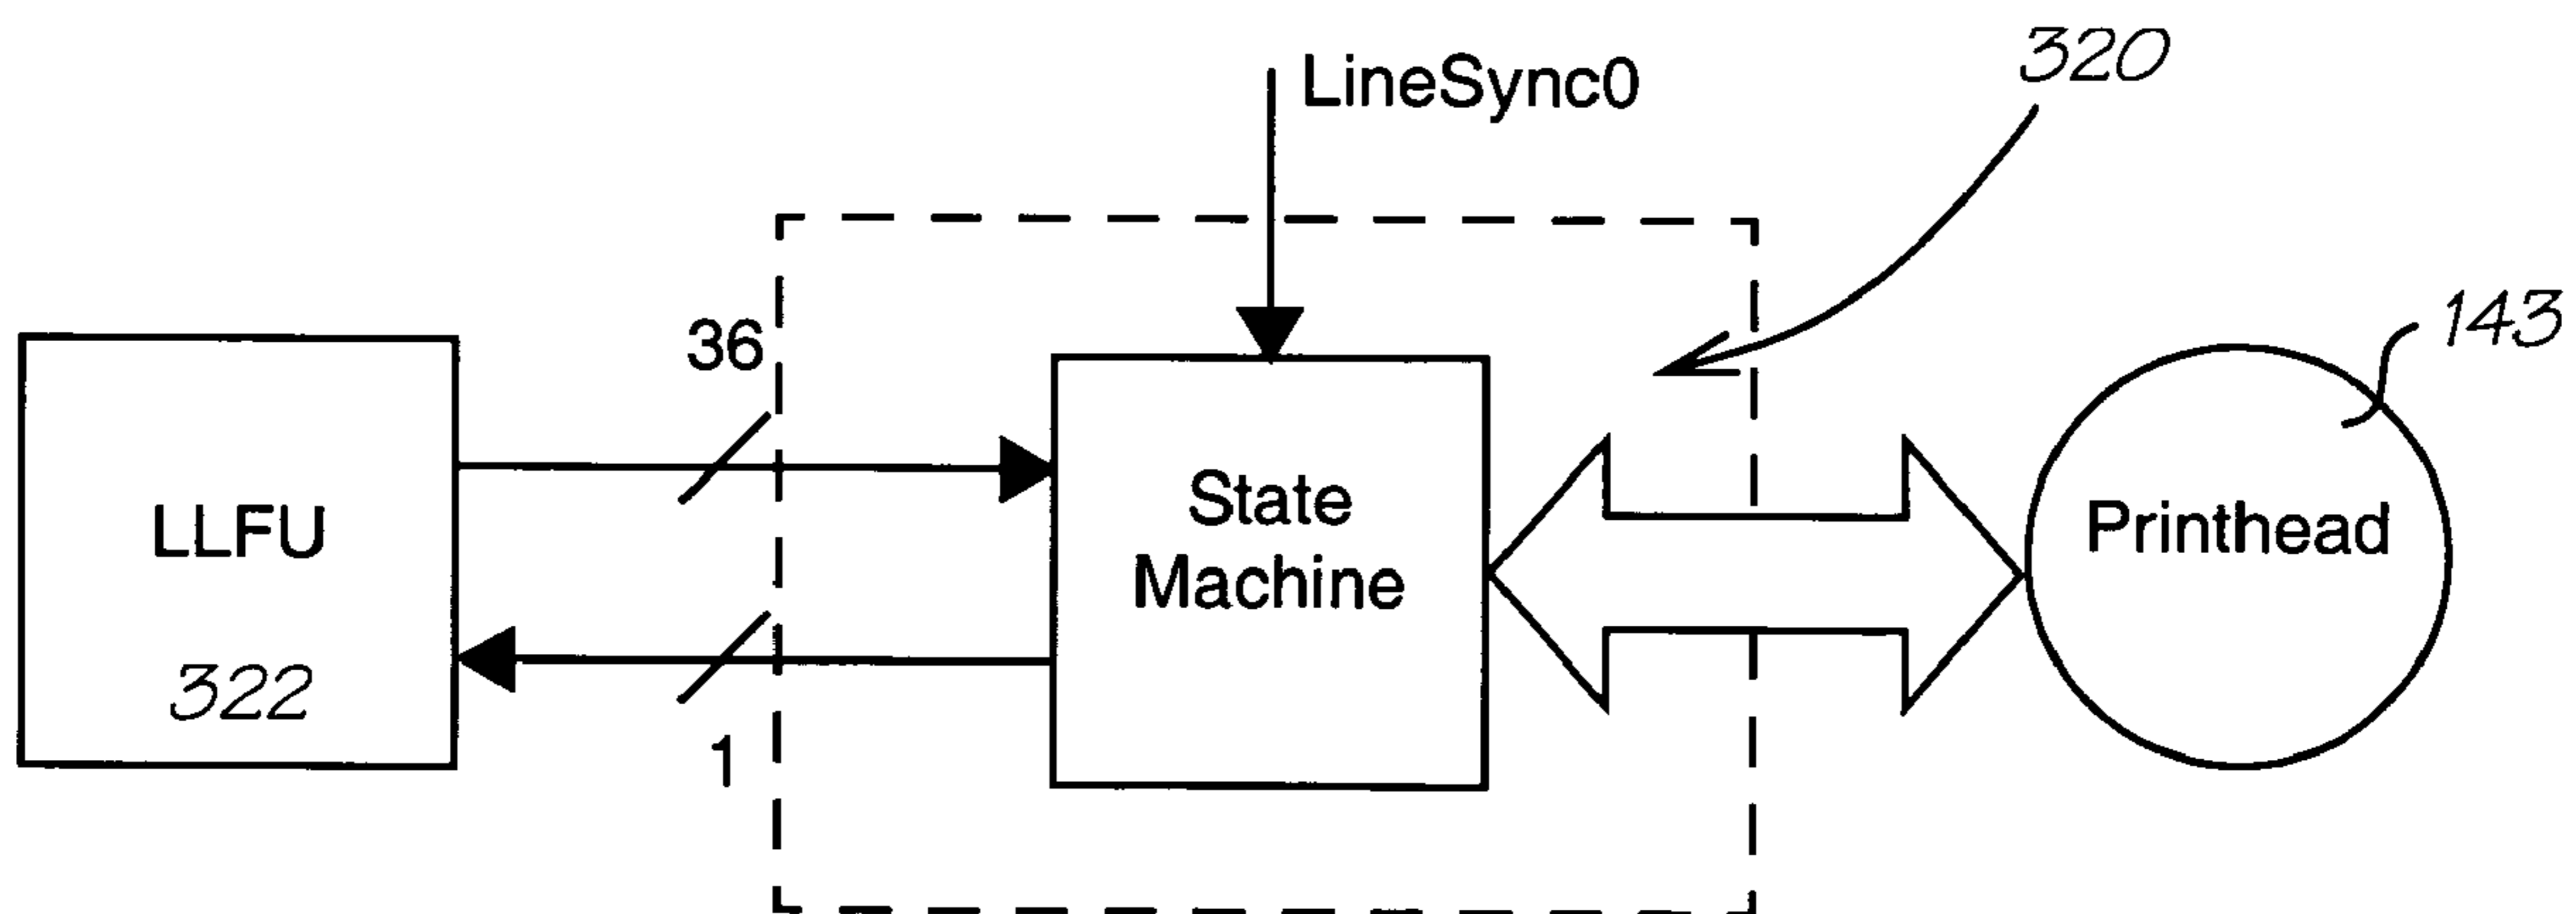 LineSync0
320
143
36
LLFU
322
1
State
Machine
Printhead